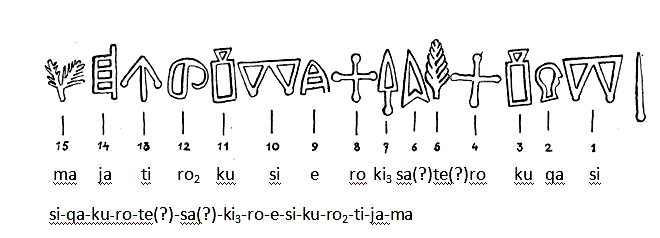 15 14 13 12 11 10 9 8 7 6 5 4 3 2 1
ma ja ti ro₂ ku si e ro ki₃ sa(?)te(?)ro ku qa si
si-qa-ku-ro-te(?)-sa(?)-ki₃-ro-e-si-ku-ro₂-ti-ja-ma